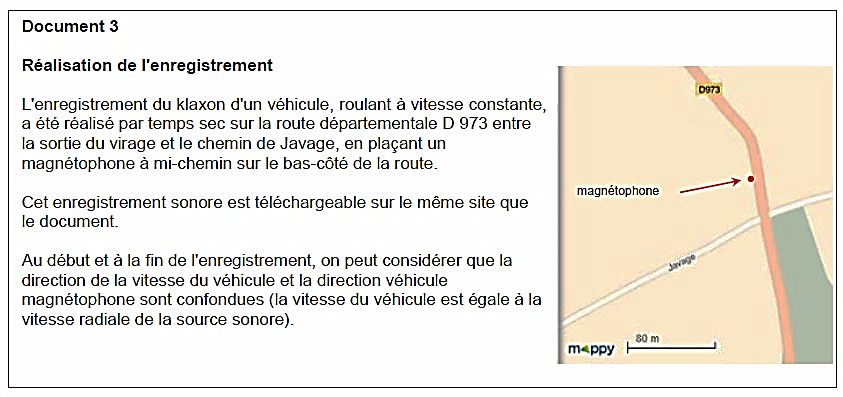 Document 3
Réalisation de l'enregistrement
L'enregistrement du klaxon d'un véhicule, roulant à vitesse constante,
a été réalisé par temps sec sur la route départementale D 973 entre
la sortie du virage et le chemin de Javage, en plaçant un
magnétophone à mi-chemin sur le bas-côté de la route.
Cet enregistrement sonore est téléchargeable sur le même site que
le document.
Au début et à la fin de l'enregistrement, on peut considérer que la
direction de la vitesse du véhicule et la direction véhicule
magnétophone sont confondues (la vitesse du véhicule est égale à la
vitesse radiale de la source sonore).
D973
magnétophone
Javage
mappy
80 m